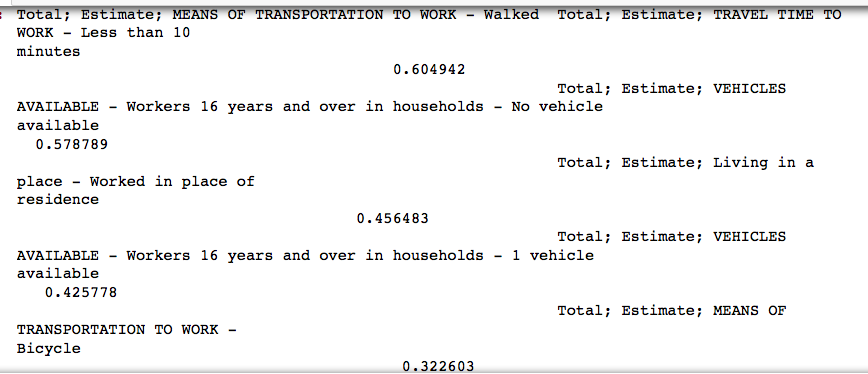 : Total; Estimate; MEANS OF TRANSPORTATION TO WORK - Walked  Total; Estimate; TRAVEL TIME TO
WORK - Less than 10
minutes
0.604942
Total; Estimate; VEHICLES
AVAILABLE - Workers 16 years and over in households - No vehicle
available
0.578789
Total; Estimate; Living in a
place - Worked in place of
residence
0.456483
Total; Estimate; VEHICLES
AVAILABLE - Workers 16 years and over in households - 1 vehicle
available
0.425778
Total; Estimate; MEANS OF
TRANSPORTATION TO WORK -
Bicycle
0.322603